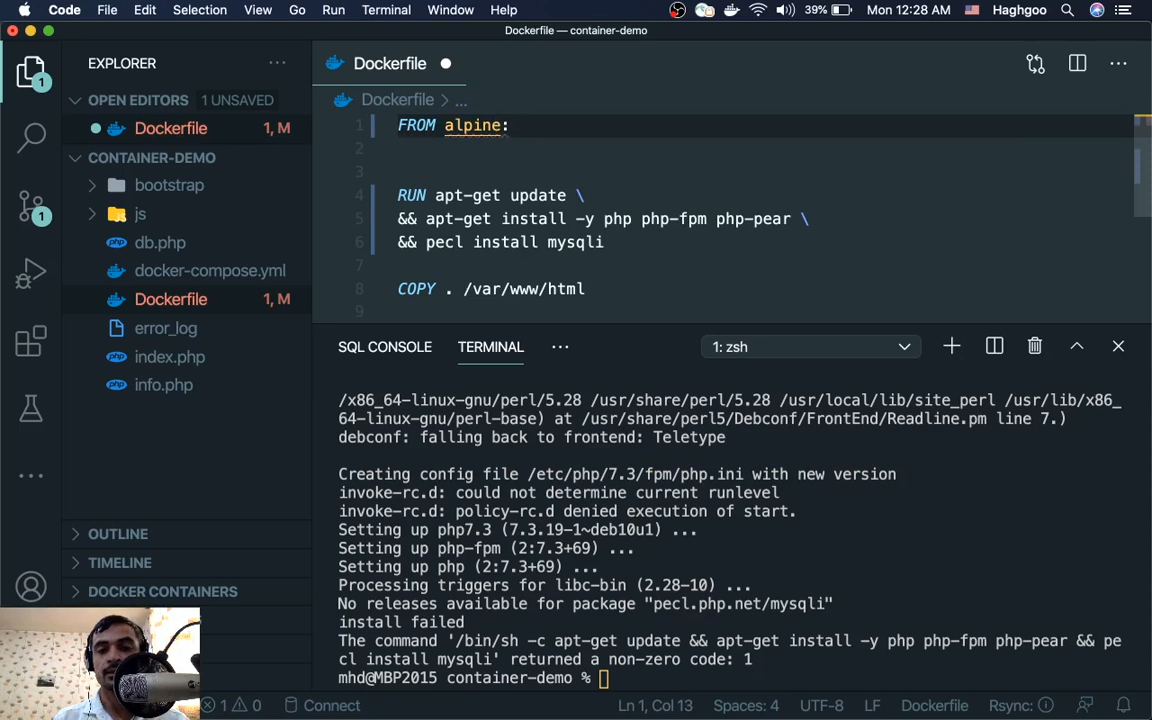 Code File Edit Selection View Go Run Terminal Window Help 39% Mon 12:28 AM Haghgoo
Dockerfile — container-demo
EXPLORER
OPEN EDITORS 1 UNSAVED
Dockerfile 1, M
CONTAINER-DEMO
bootstrap
js
db.php
docker-compose.yml
Dockerfile 1, M
error_log
index.php
info.php
OUTLINE
TIMELINE
DOCKER CONTAINERS
1
1
Dockerfile
Dockerfile > ...
1 FROM alpine:
2
3
4 RUN apt-get update \
5 && apt-get install -y php php-fpm php-pear \
6 && pecl install mysqli
7
8 COPY . /var/www/html
9
SQL CONSOLE TERMINAL ... 1: zsh
/x86_64-linux-gnu/perl/5.28 /usr/share/perl/5.28 /usr/local/lib/site_perl /usr/lib/x86_
64-linux-gnu/perl-base) at /usr/share/perl5/Debconf/FrontEnd/Readline.pm line 7.)
debconf: falling back to frontend: Teletype
Creating config file /etc/php/7.3/fpm/php.ini with new version
invoke-rc.d: could not determine current runlevel
invoke-rc.d: policy-rc.d denied execution of start.
Setting up php7.3 (7.3.19-1~deb10u1) ...
Setting up php-fpm (2:7.3+69) ...
Setting up php (2:7.3+69) ...
Processing triggers for libc-bin (2.28-10) ...
No releases available for package "pecl.php.net/mysqli"
install failed
The command '/bin/sh -c apt-get update && apt-get install -y php php-fpm php-pear && pe
cl install mysqli' returned a non-zero code: 1
mhd@MBP2015 container-demo %
1 0 Connect Ln 1, Col 13 Spaces: 4 UTF-8 LF Dockerfile Rsync: